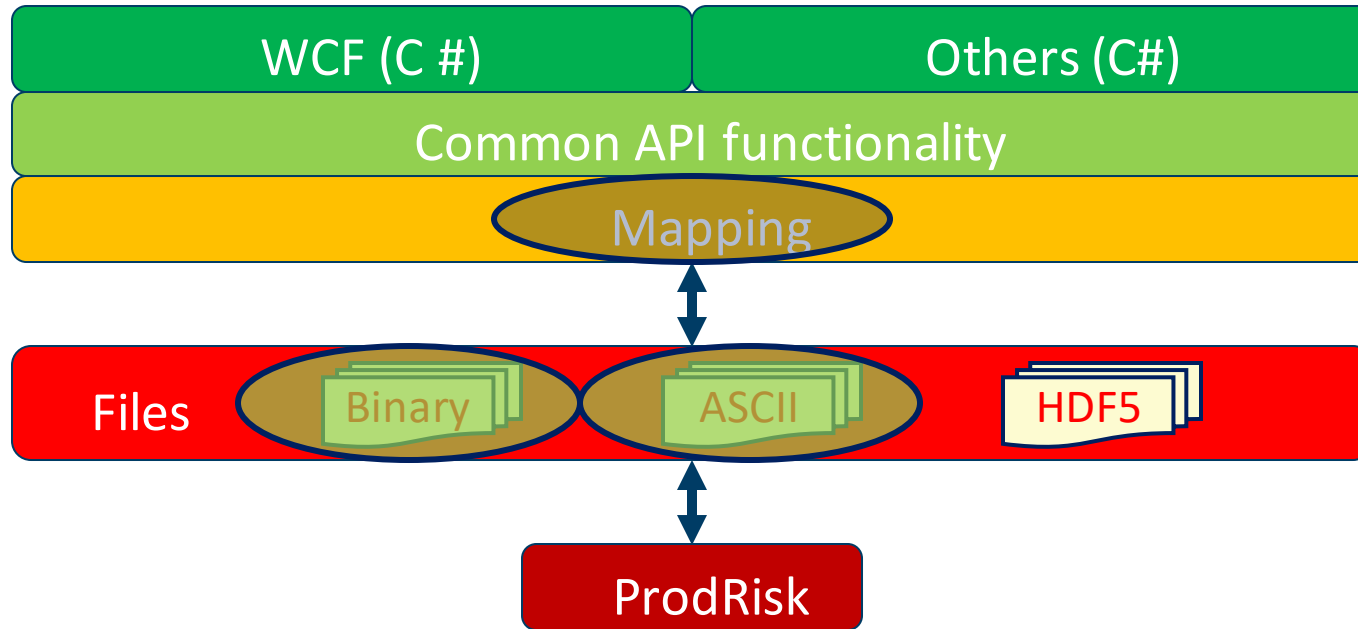 WCF (C #)
Others (C#)
Common API functionality
Mapping
Files
Binary
ASCII
HDF5
ProdRisk